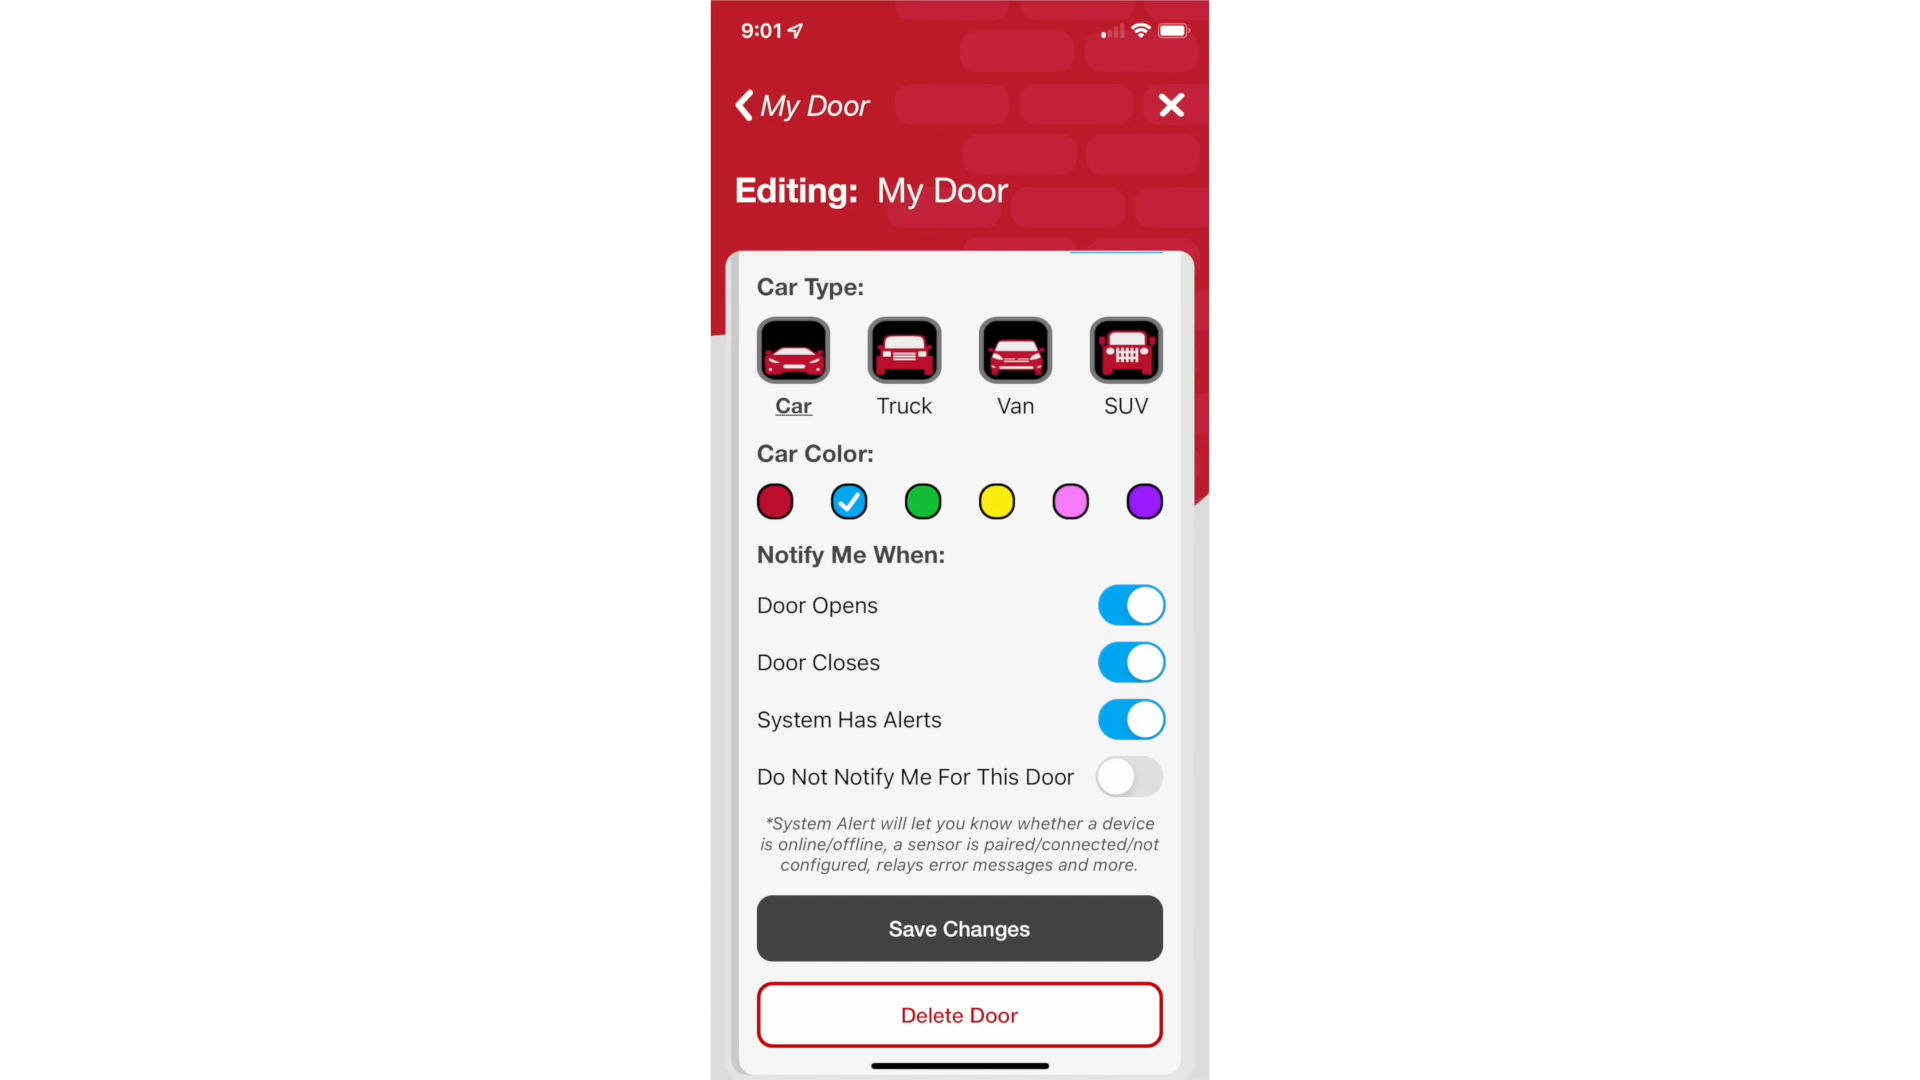 9:01
My Door
Editing: My Door
Car Type:
Car Truck Van SUV
Car Color:
Notify Me When:
Door Opens
Door Closes
System Has Alerts
Do Not Notify Me For This Door
*System Alert will let you know whether a device
is online/offline, a sensor is paired/connected/not
configured, relays error messages and more.
Save Changes
Delete Door